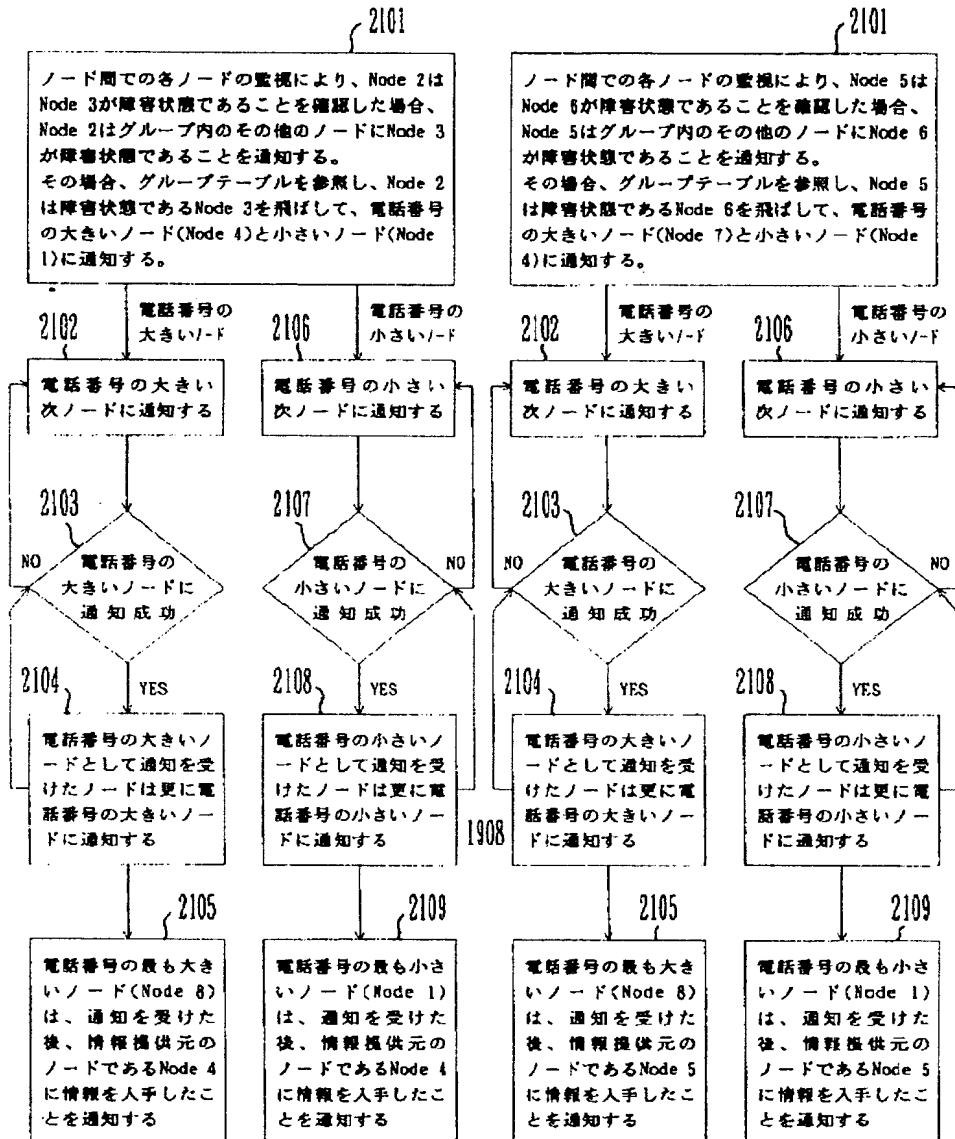 2101
ノード間での各ノードの監視により、Node 2は
Node 3が障害状態であることを確認した場合、
Node 2はグループ内のその他のノードにNode 3
が障害状態であることを通知する。
その場合、グループテーブルを参照し、Node 2
は障害状態であるNode 3を飛ばして、電話番号
の大きいノード(Node 4)と小さいノード(Node
1)に通知する。
電話番号の
大きいノード
電話番号の
小さいノード
2102
電話番号の大きい
次ノードに通知する
2106
電話番号の小さい
次ノードに通知する
2103
電話番号の
大きいノードに
通知成功
NO
YES
2107
電話番号の
小さいノードに
通知成功
NO
YES
2104
電話番号の大きいノ
ードとして通知を受
けたノードは更に電
話番号の大きいノー
ドに通知する
2108
電話番号の小さいノ
ードとして通知を受
けたノードは更に電
話番号の小さいノー
ドに通知する
2105
電話番号の最も大き
いノード(Node 8)
は、通知を受けた
後、情報提供元の
ノードであるNode 4
に情報を入手したこ
とを通知する
2109
電話番号の最も小さ
いノード(Node 1)
は、通知を受けた
後、情報提供元の
ノードであるNode 4
に情報を入手したこ
とを通知する
2101
ノード間での各ノードの監視により、Node 5は
Node 6が障害状態であることを確認した場合、
Node 5はグループ内のその他のノードにNode 6
が障害状態であることを通知する。
その場合、グループテーブルを参照し、Node 5
は障害状態であるNode 6を飛ばして、電話番号
の大きいノード(Node 7)と小さいノード(Node
4)に通知する。
電話番号の
大きいノード
電話番号の
小さいノード
2102
電話番号の大きい
次ノードに通知する
2106
電話番号の小さい
次ノードに通知する
2103
電話番号の
大きいノードに
通知成功
NO
YES
2107
電話番号の
小さいノードに
通知成功
NO
YES
2104
電話番号の大きいノ
ードとして通知を受
けたノードは更に電
話番号の大きいノー
ドに通知する
1908
2108
電話番号の小さいノ
ードとして通知を受
けたノードは更に電
話番号の小さいノー
ドに通知する
2105
電話番号の最も大き
いノード(Node 8)
は、通知を受けた
後、情報提供元の
ノードであるNode 5
に情報を入手したこ
とを通知する
2109
電話番号の最も小さ
いノード(Node 1)
は、通知を受けた
後、情報提供元の
ノードであるNode 5
に情報を入手したこ
とを通知する